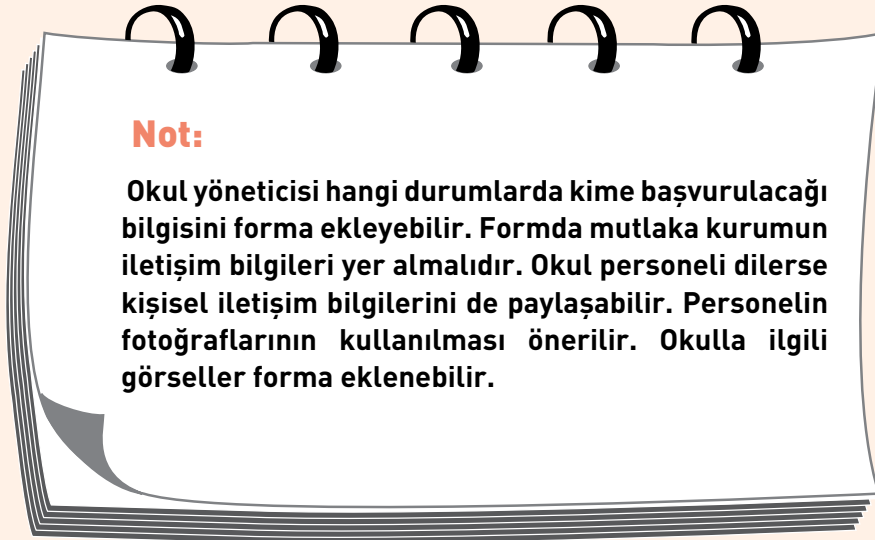 Not:
Okul yöneticisi hangi durumlarda kime başvurulacağı
bilgisini forma ekleyebilir. Formda mutlaka kurumun
iletişim bilgileri yer almalıdır. Okul personeli dilerse
kişisel iletişim bilgilerini de paylaşabilir. Personelin
fotoğraflarının kullanılması önerilir. Okulla ilgili
görseller forma eklenebilir.